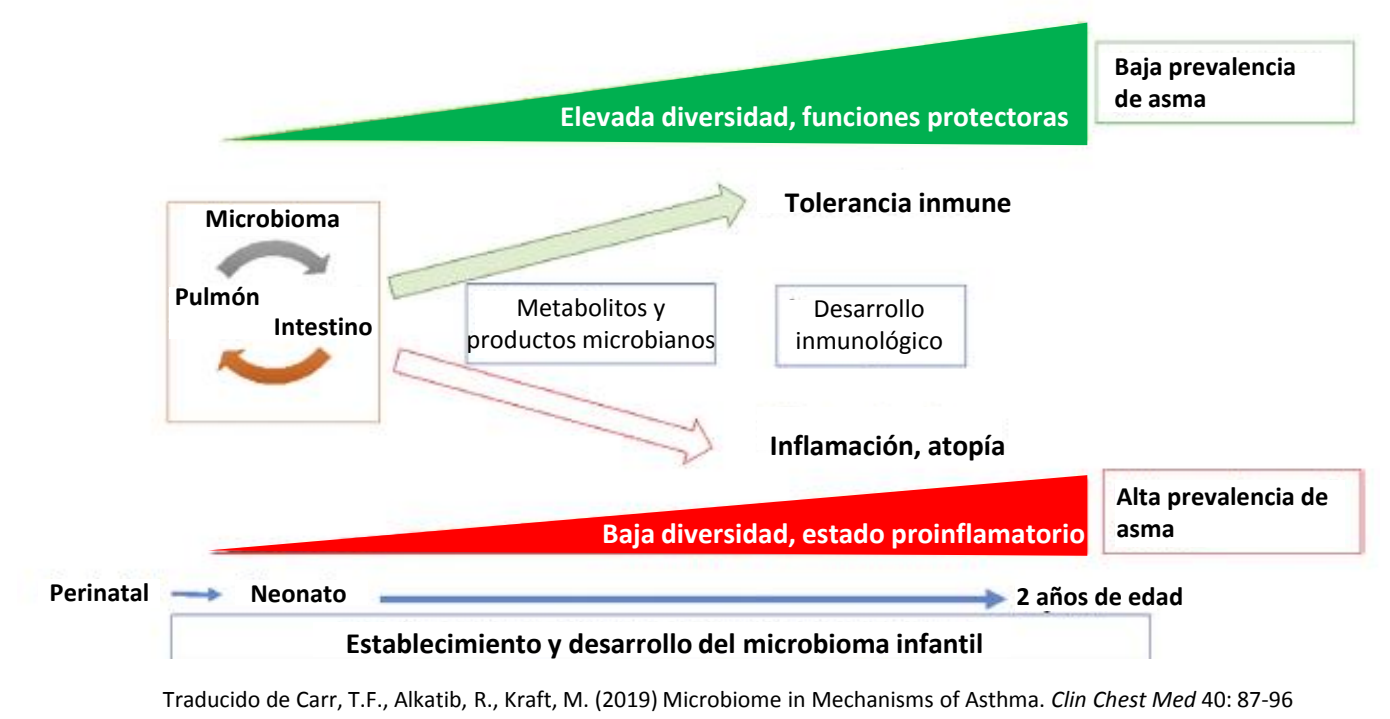 Baja prevalencia
de asma
Elevada diversidad, funciones protectoras
Tolerancia inmune
Microbioma
Pulmón
Intestino
Metabolitos y
productos microbianos
Desarrollo
inmunológico
Inflamación, atopía
Alta prevalencia de
asma
Baja diversidad, estado proinflamatorio
Perinatal
Neonato
2 años de edad
Establecimiento y desarrollo del microbioma infantil
Traducido de Carr, T.F., Alkatib, R., Kraft, M. (2019) Microbiome in Mechanisms of Asthma. Clin Chest Med 40: 87-96